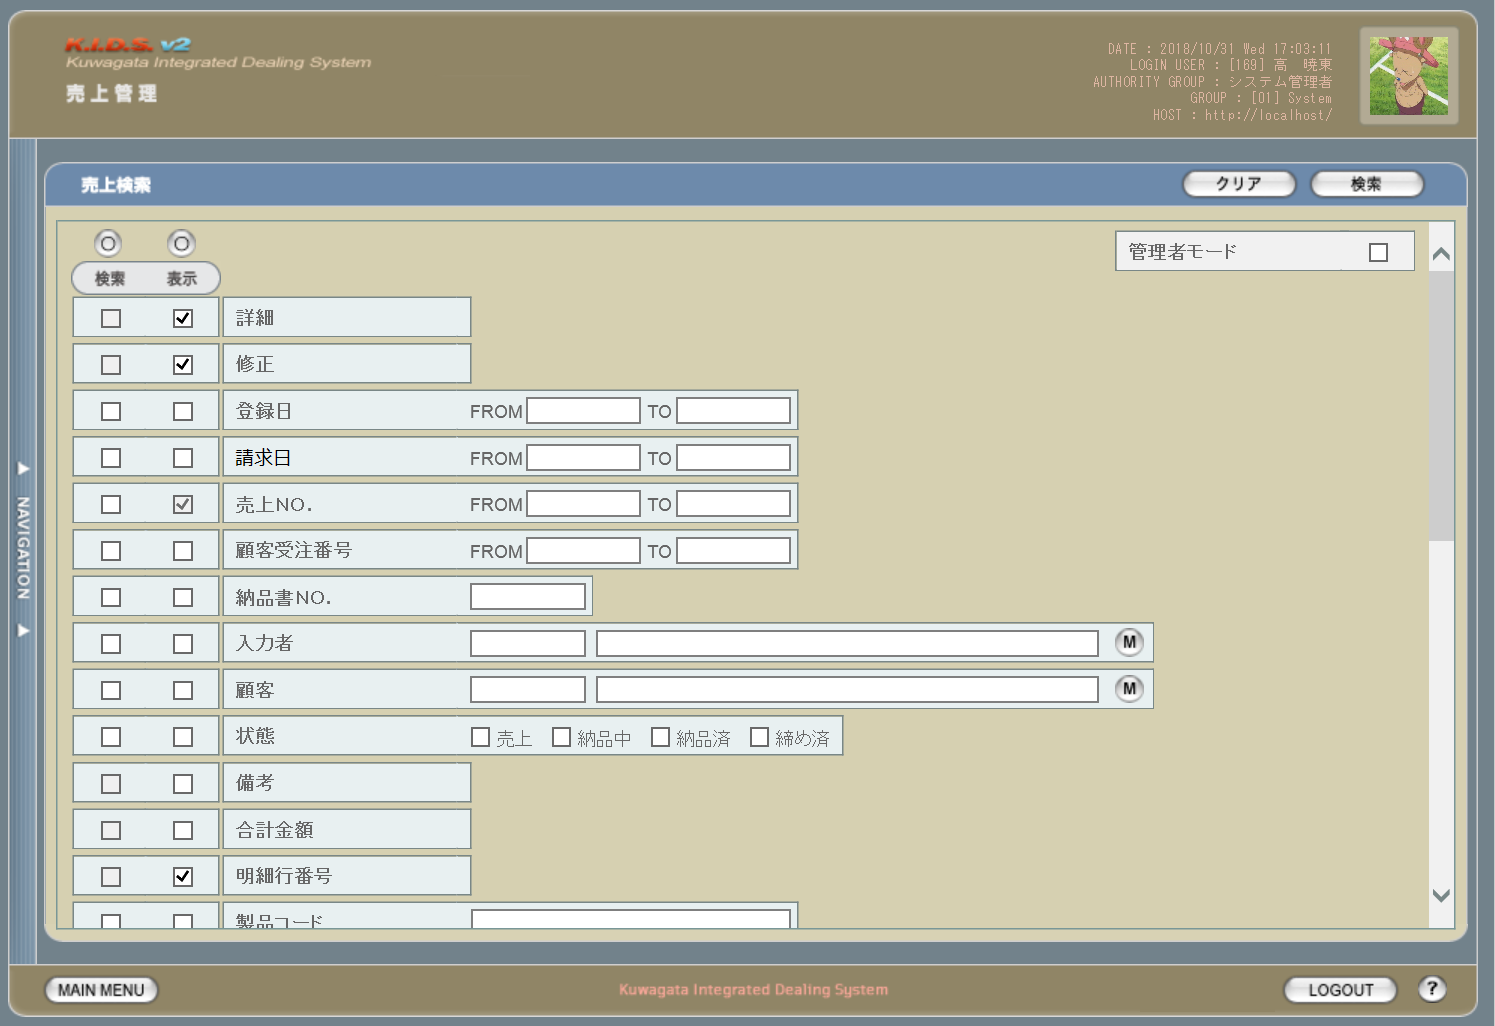 K.I.D.S. v2
Kuwagata Integrated Dealing System
売上管理
DATE : 2018/10/31 Wed 17:03:11
LOGIN USER : [169] 高　暁東
AUTHORITY GROUP : システム管理者
GROUP : [01] System
HOST : http://localhost/
売上検索
クリア
検索
検索 表示
管理者モード
詳細
修正
登録日 FROM TO
請求日 FROM TO
売上NO. FROM TO
顧客受注番号 FROM TO
納品書NO.
入力者 M
顧客 M
状態 売上 納品中 納品済 締め済
備考
合計金額
明細行番号
製品コード
NAVIGATION
MAIN MENU
Kuwagata Integrated Dealing System
LOGOUT
?